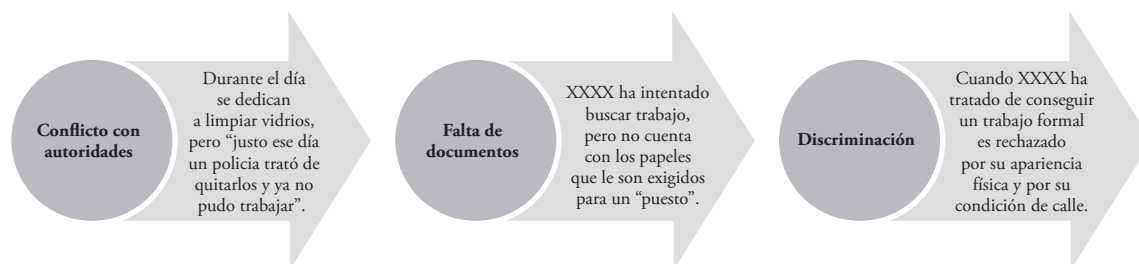 Conflicto con
autoridades
Durante el día
se dedican
a limpiar vidrios,
pero “justo ese día
un policia trató de
quitarlos y ya no
pudo trabajar”.
Falta de
documentos
XXXX ha intentado
buscar trabajo,
pero no cuenta
con los papeles
que le son exigidos
para un “puesto”.
Discriminación
Cuando XXXX ha
tratado de conseguir
un trabajo formal
es rechazado
por su apariencia
física y por su
condición de calle.